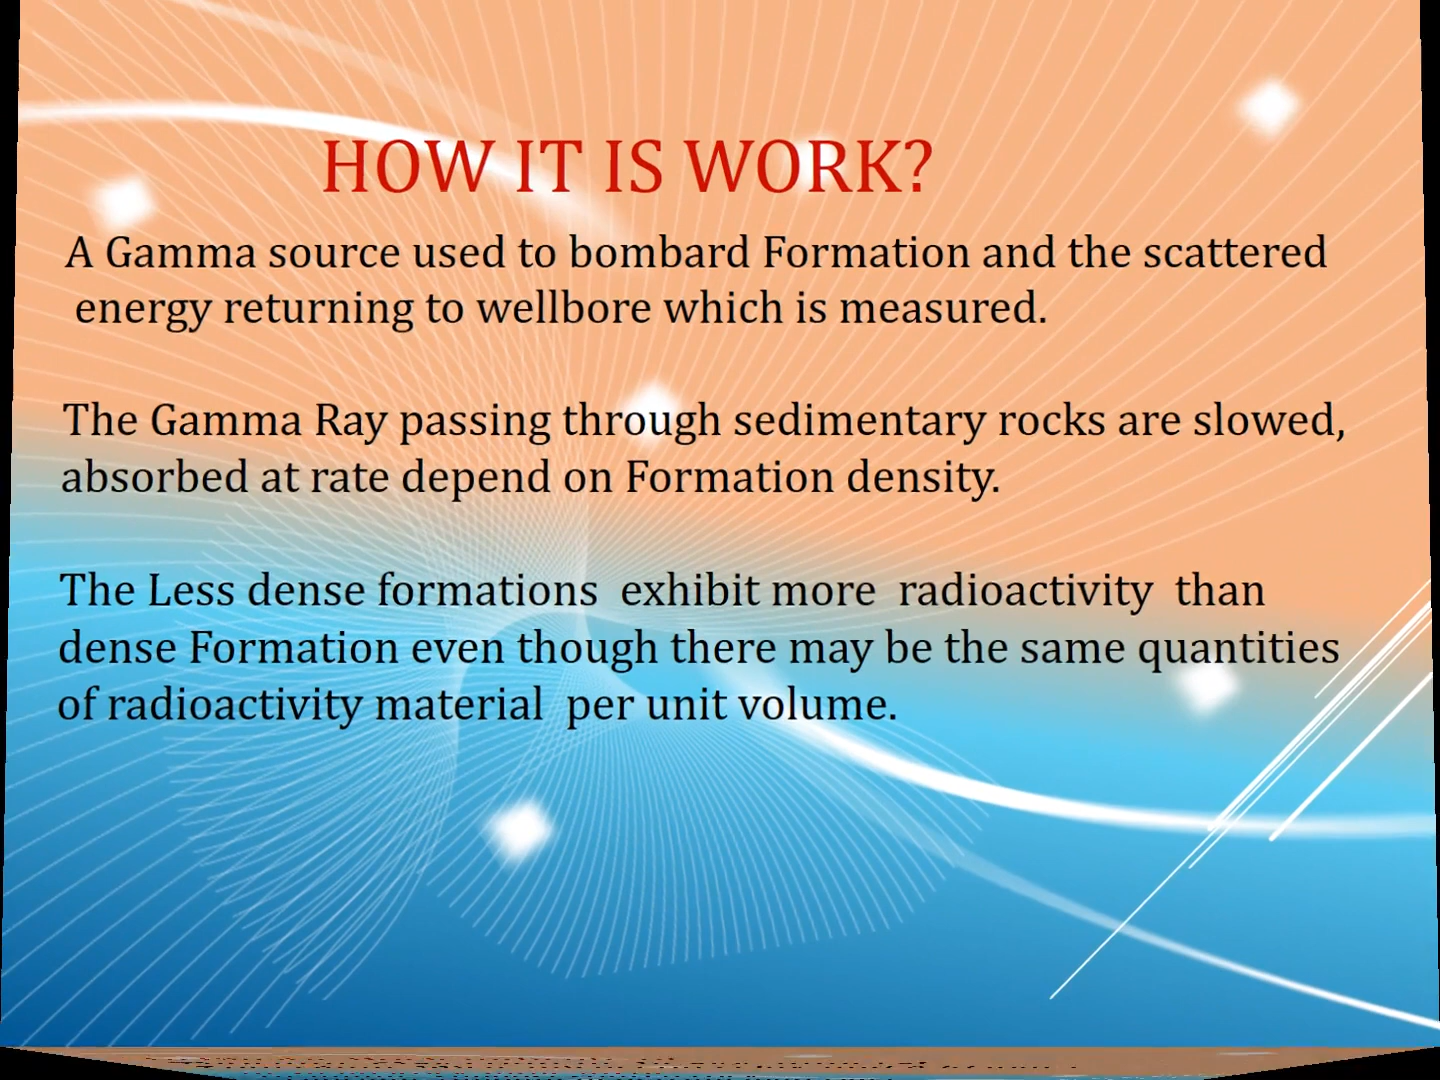 HOW IT IS WORK?
A Gamma source used to bombard Formation and the scattered
energy returning to wellbore which is measured.
The Gamma Ray passing through sedimentary rocks are slowed,
absorbed at rate depend on Formation density.
The Less dense formations exhibit more radioactivity than
dense Formation even though there may be the same quantities
of radioactivity material per unit volume.